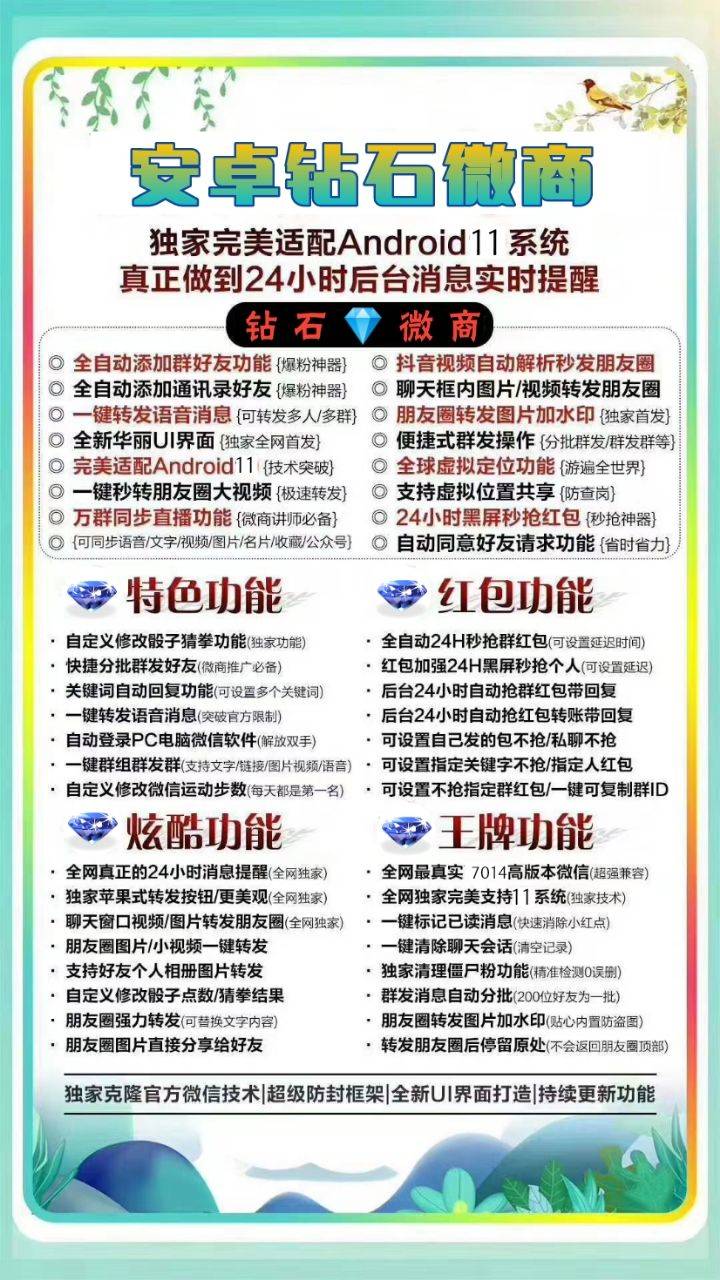 安卓钻石微商
独家完美适配Android11系统
真正做到24小时后台消息实时提醒
钻石微商
◎ 全自动添加群好友功能{爆粉神器}
◎ 全自动添加通讯录好友{爆粉神器}
◎ 一键转发语音消息{可转发多人/多群}
◎ 全新华丽UI界面{独家全网首发}
◎ 完美适配Android11{技术突破}
◎ 一键秒转朋友圈大视频{极速转发}
◎ 万群同步直播功能{微商讲师必备}
◎ {可同步语音/文字/视频/图片/名片/收藏/公众号}
◎ 抖音视频自动解析秒发朋友圈
◎ 聊天框内图片/视频转发朋友圈
◎ 朋友圈转发图片加水印{独家首发}
◎ 便捷式群发操作{分批群发/群发群等}
◎ 全球虚拟定位功能{游遍全世界}
◎ 支持虚拟位置共享{防查岗}
◎ 24小时黑屏秒抢红包{秒抢神器}
◎ 自动同意好友请求功能{省时省力}
特色功能
· 自定义修改骰子猜拳功能(独家功能)
· 快捷分批群发好友(微商推广必备)
· 关键词自动回复功能(可设置多个关键词)
· 一键转发语音消息(突破官方限制)
· 自动登录PC电脑微信软件(解放双手)
· 一键群组群发群(支持文字/链接/图片视频/语音)
· 自定义修改微信运动步数(每天都是第一名)
红包功能
· 全自动24H秒抢群红包(可设置延迟时间)
· 红包加强24H黑屏秒抢个人(可设置延迟)
· 后台24小时自动抢群红包带回复
· 后台24小时自动抢红包转账带回复
· 可设置自己发的包不抢/私聊不抢
· 可设置指定关键字不抢/指定人红包
· 可设置不抢指定群红包/一键可复制群ID
炫酷功能
· 全网真正的24小时消息提醒(全网独家)
· 独家苹果式转发按钮/更美观(全网独家)
· 聊天窗口视频/图片转发朋友圈(全网独家)
· 朋友圈图片/小视频一键转发
· 支持好友个人相册图片转发
· 自定义修改骰子点数/猜拳结果
· 朋友圈强力转发(可替换文字内容)
· 朋友圈图片直接分享给好友
王牌功能
· 全网最真实 7014高版本微信(超强兼容)
· 全网独家完美支持11系统(独家技术)
· 一键标记已读消息(快速消除小红点)
· 一键清除聊天会话(清空记录)
· 独家清理僵尸粉功能(精准检测0误删)
· 群发消息自动分批(200位好友为一批)
· 朋友圈转发图片加水印(贴心内置防盗图)
· 转发朋友圈后停留原处(不会返回朋友圈顶部)
独家克隆官方微信技术|超级防封框架|全新UI界面打造|持续更新功能